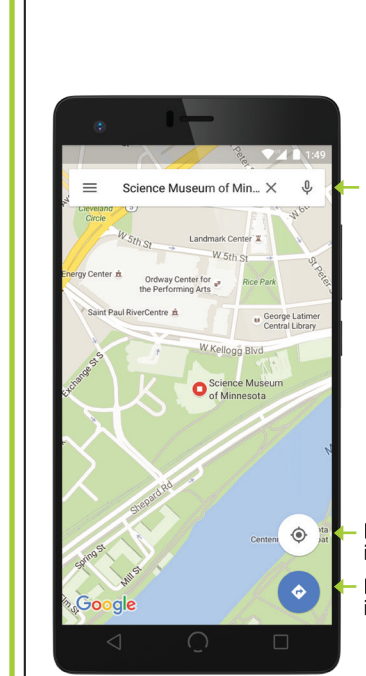 1:49
Science Museum of Min...
Cleveland
Circle
W 5th St
Landmark Center
W 5th St
Energy Center
Ordway Center for
the Performing Arts
Rice Park
Saint Paul RiverCentre
George Latimer
Central Library
W Kellogg Blvd
Exchange St S
Science Museum
of Minnesota
Shepard Rd
Spring St
Mill St
Google